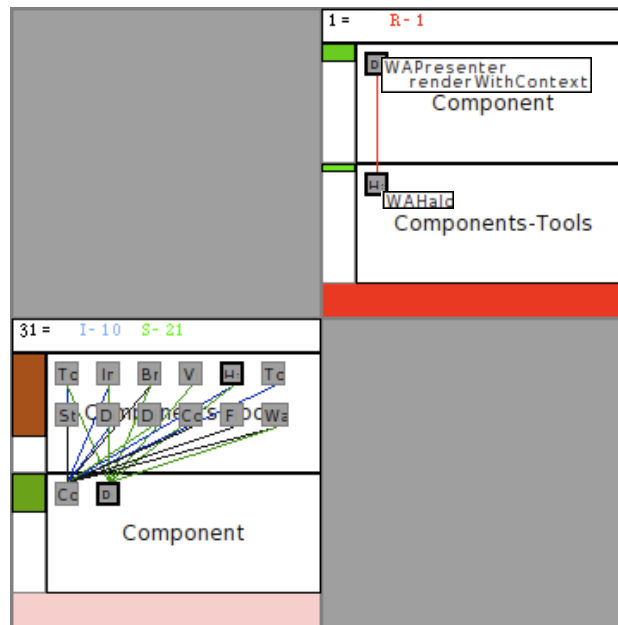 1 = R- 1
D
WAPresenter
renderWithContext
Component
WAHalo
Components-Tools
31 = I- 10 S- 21
Tc Ir Br V Tc
St D D Cc F Wa
Cc D
Component